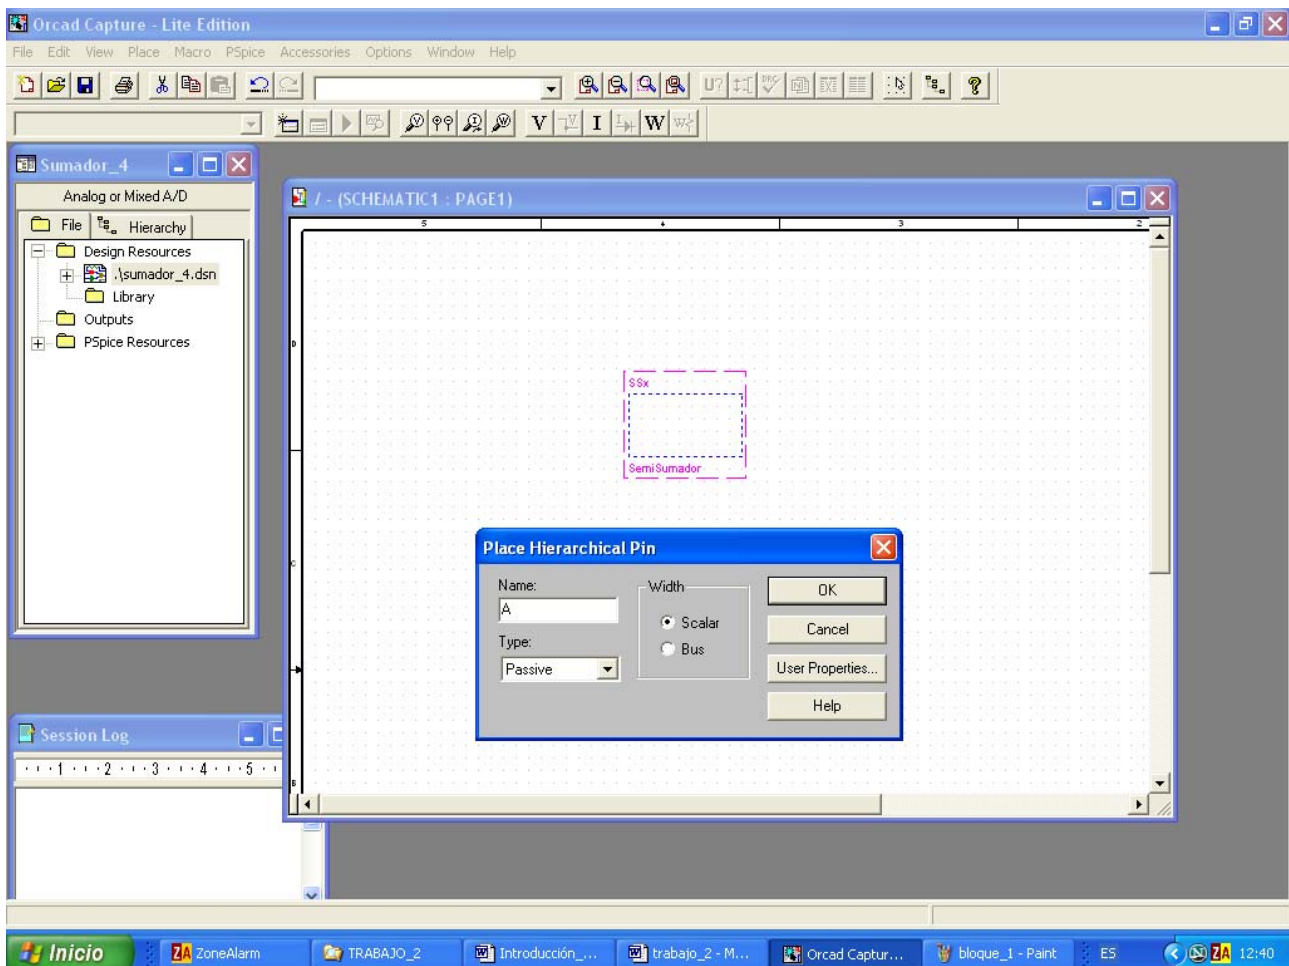 Orcad Capture - Lite Edition
File Edit View Place Macro PSpice Accessories Options Window Help
U?
DRC
V I W
Sumador_4
Analog or Mixed A/D
File Hierarchy
Design Resources
.\sumador_4.dsn
Library
Outputs
PSpice Resources
/ - (SCHEMATIC1 : PAGE1)
5 4 3 2
D
C
B
SSx
SemiSumador
Place Hierarchical Pin
Name:
A
Type:
Passive
Width
Scalar
Bus
OK
Cancel
User Properties...
Help
Session Log
1 2 3 4 5
Inicio
ZA ZoneAlarm
TRABAJO_2
Introducción_...
trabajo_2 - M...
Orcad Captur...
bloque_1 - Paint
ES
ZA
12:40